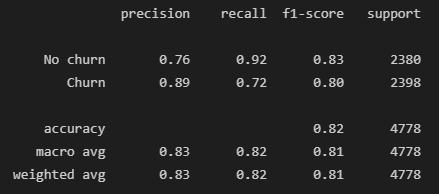 precision recall f1-score support
No churn 0.76 0.92 0.83 2380
Churn 0.89 0.72 0.80 2398
accuracy 0.82 4778
macro avg 0.83 0.82 0.81 4778
weighted avg 0.83 0.82 0.81 4778